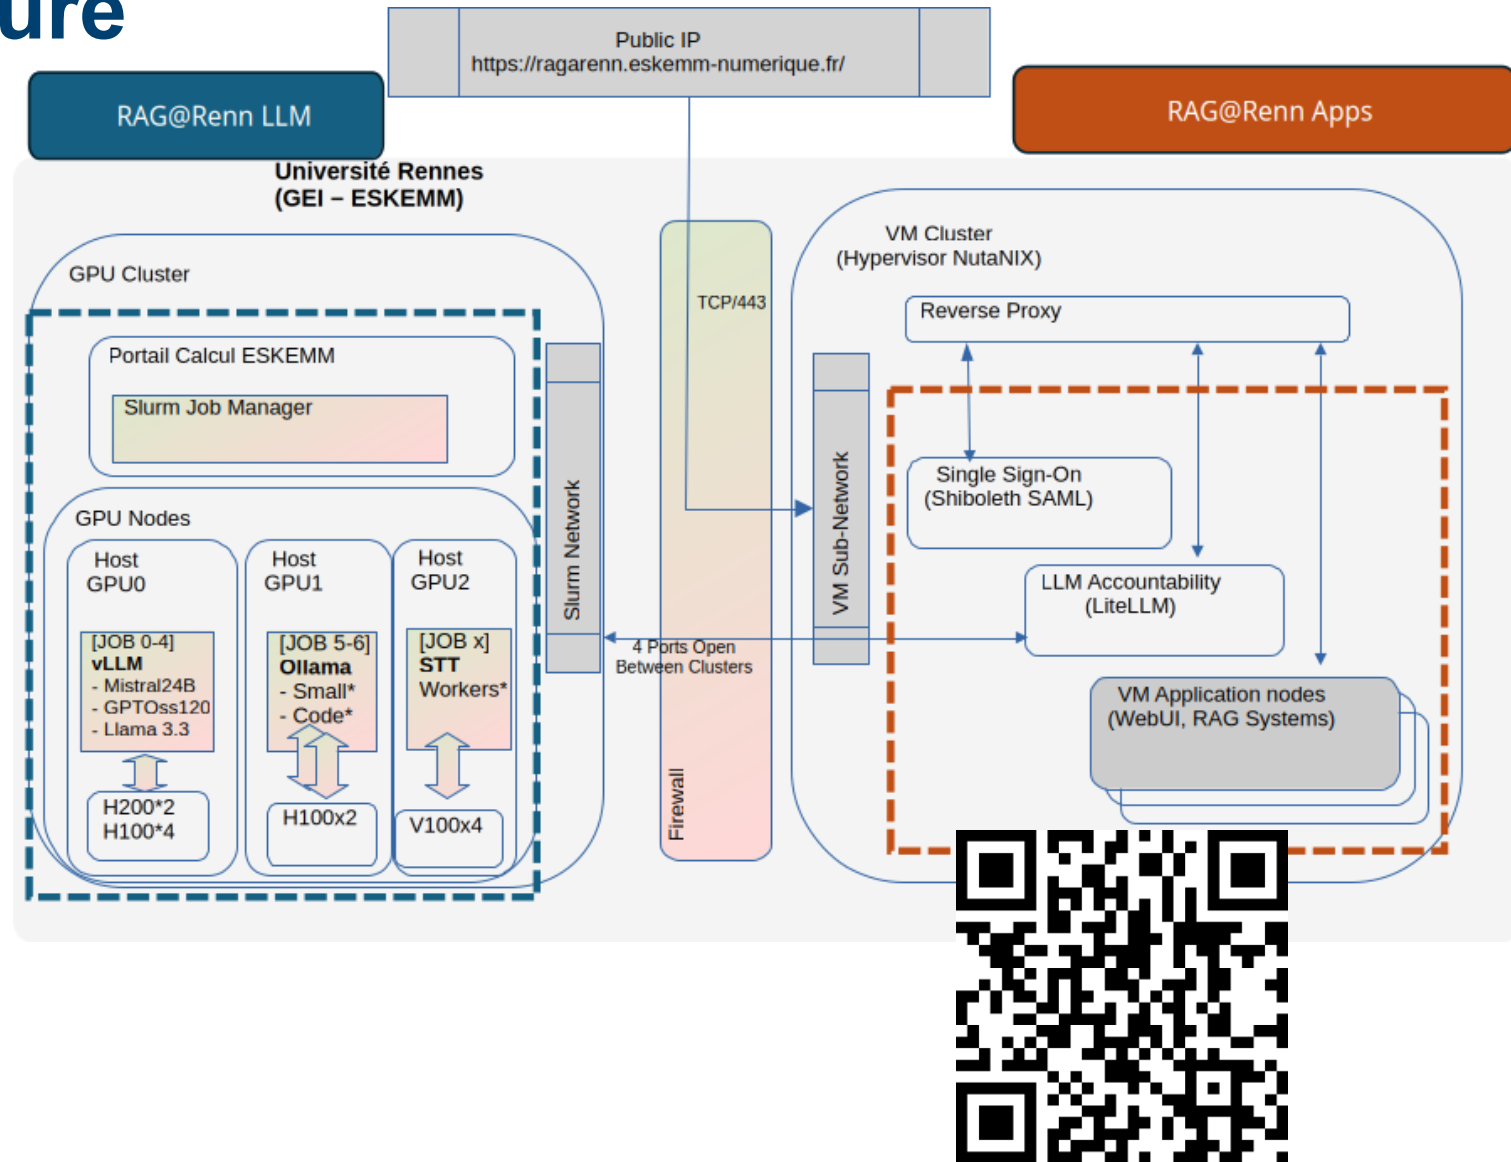 ure
Public IP
https://ragarenn.eskemm-numerique.fr/
RAG@Renn LLM
RAG@Renn Apps
Université Rennes
(GEI – ESKEMM)
GPU Cluster
Portail Calcul ESKEMM
Slurm Job Manager
GPU Nodes
Host
GPU0
[JOB 0-4]
vLLM
- Mistral24B
- GPTOss120
- Llama 3.3
H200*2
H100*4
Host
GPU1
[JOB 5-6]
Ollama
- Small*
- Code*
H100x2
Host
GPU2
[JOB x]
STT
Workers*
V100x4
Slurm Network
TCP/443
4 Ports Open
Between Clusters
Firewall
VM Sub-Network
VM Cluster
(Hypervisor NutaNIX)
Reverse Proxy
Single Sign-On
(Shiboleth SAML)
LLM Accountability
(LiteLLM)
VM Application nodes
(WebUI, RAG Systems)